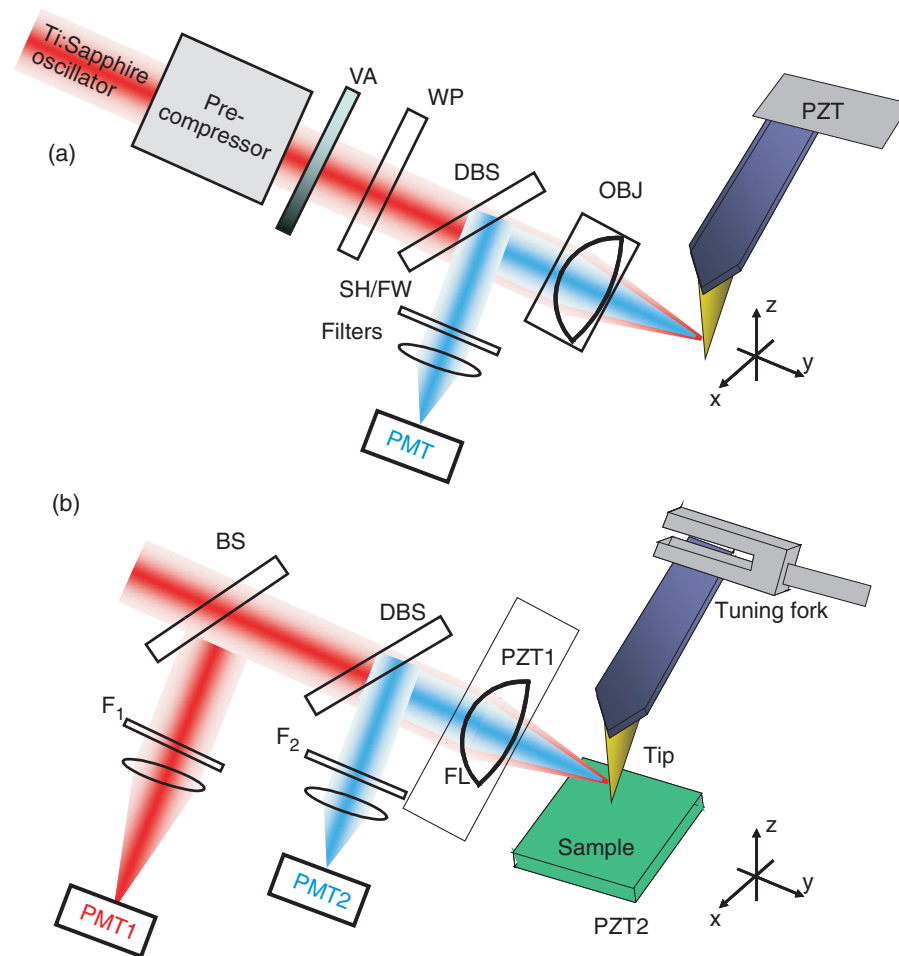 Ti:Sapphire
oscillator
Pre-
compressor
VA
WP
DBS
OBJ
PZT
(a)
SH/FW
Filters
PMT
z
y
x
(b)
BS
DBS
PZT1
Tuning fork
F1
F2
FL
Tip
Sample
PMT1
PMT2
PZT2
z
y
x